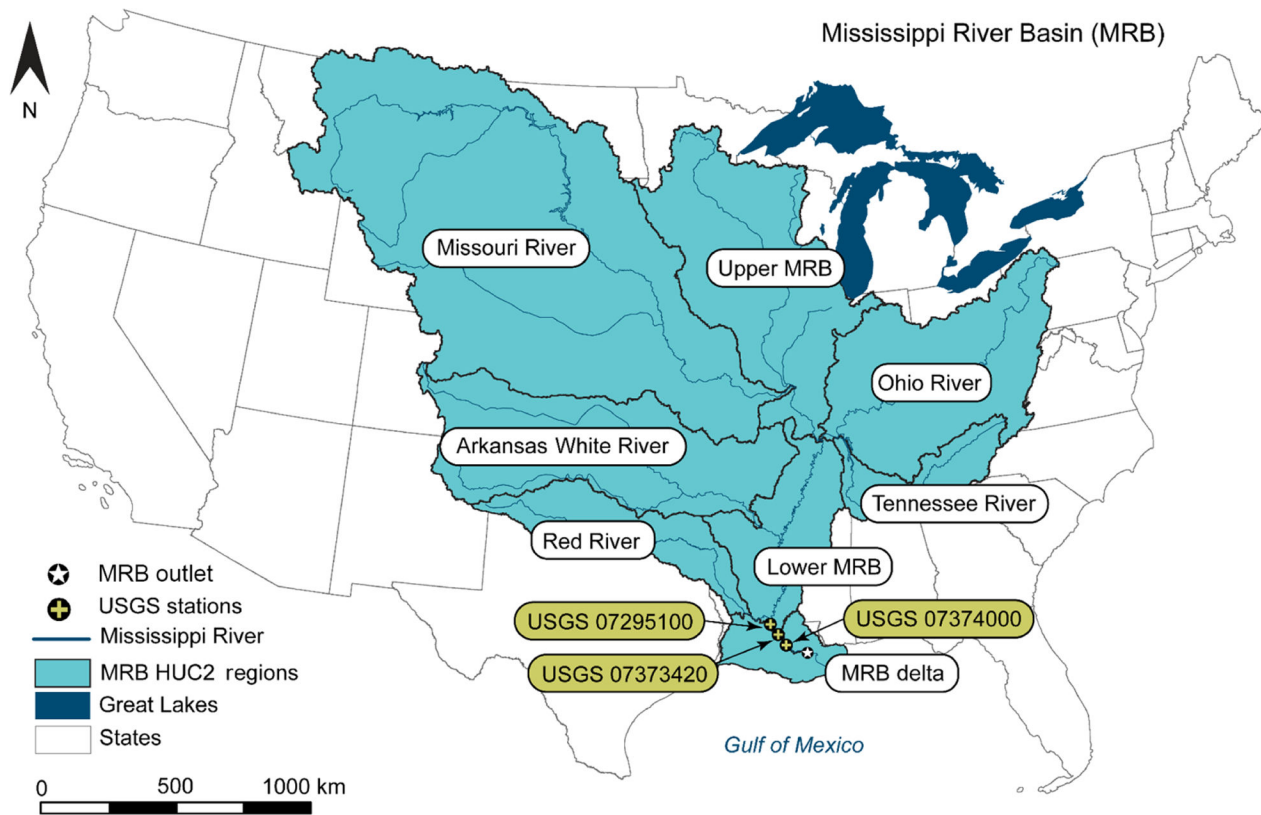 Mississippi River Basin (MRB)
N
Missouri River
Upper MRB
Ohio River
Arkansas White River
Tennessee River
Red River
Lower MRB
USGS 07295100
USGS 07374000
USGS 07373420
MRB delta
Gulf of Mexico
MRB outlet
USGS stations
Mississippi River
MRB HUC2 regions
Great Lakes
States
0 500 1000 km